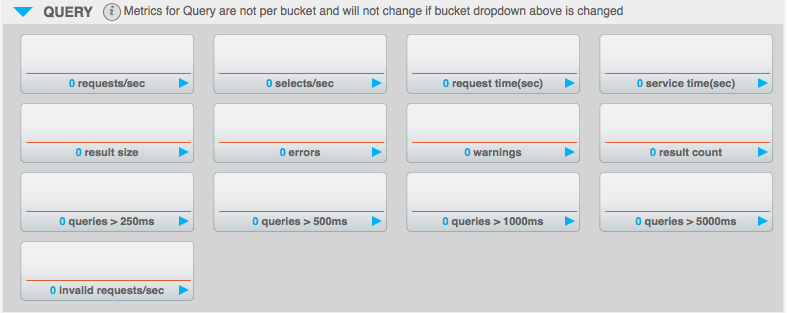 QUERY i Metrics for Query are not per bucket and will not change if bucket dropdown above is changed
0 requests/sec 0 selects/sec 0 request time(sec) 0 service time(sec)
0 result size 0 errors 0 warnings 0 result count
0 queries > 250ms 0 queries > 500ms 0 queries > 1000ms 0 queries > 5000ms
0 invalid requests/sec